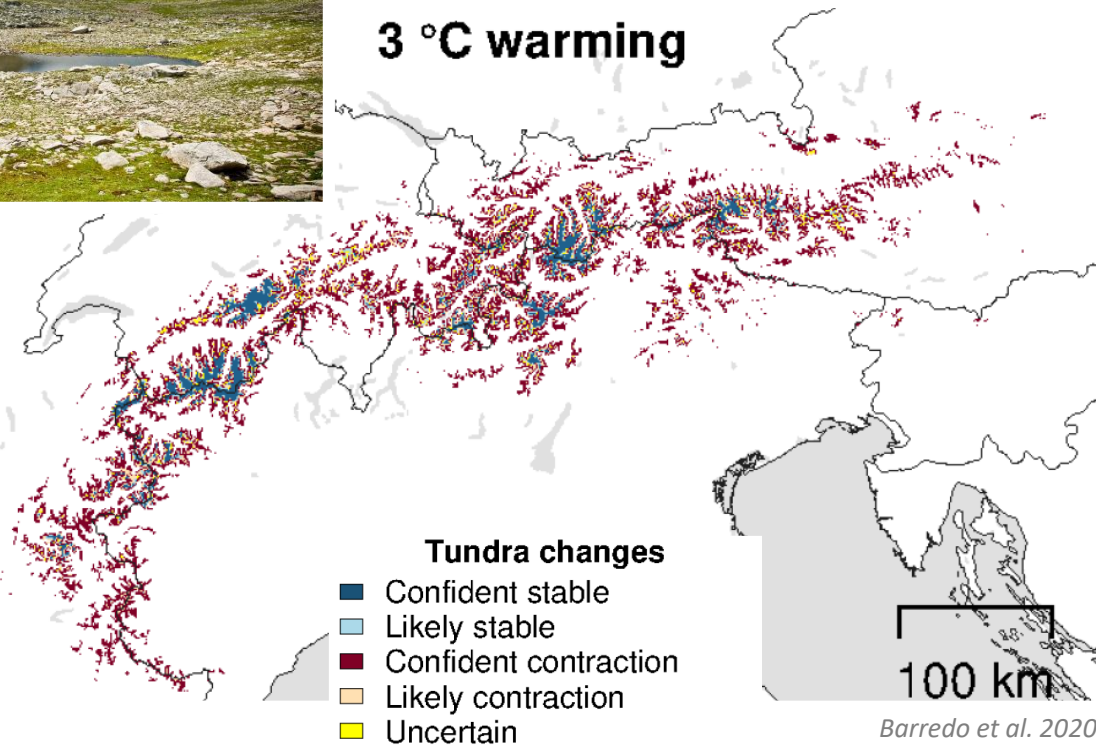 3 °C warming
Tundra changes
Confident stable
Likely stable
Confident contraction
Likely contraction
Uncertain
100 km
Barredo et al. 2020